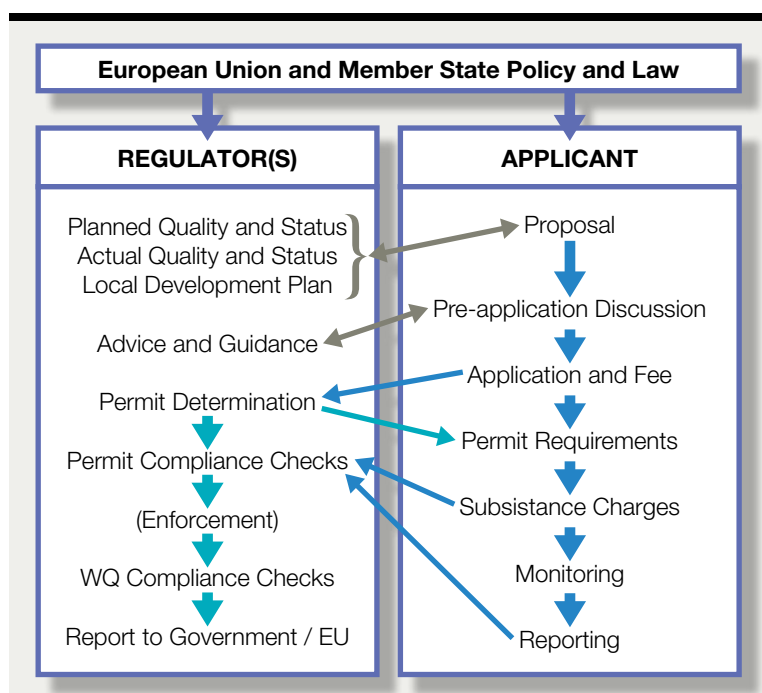 European Union and Member State Policy and Law
REGULATOR(S)
Planned Quality and Status
Actual Quality and Status
Local Development Plan
Advice and Guidance
Permit Determination
Permit Compliance Checks
(Enforcement)
WQ Compliance Checks
Report to Government / EU
APPLICANT
Proposal
Pre-application Discussion
Application and Fee
Permit Requirements
Subsistance Charges
Monitoring
Reporting